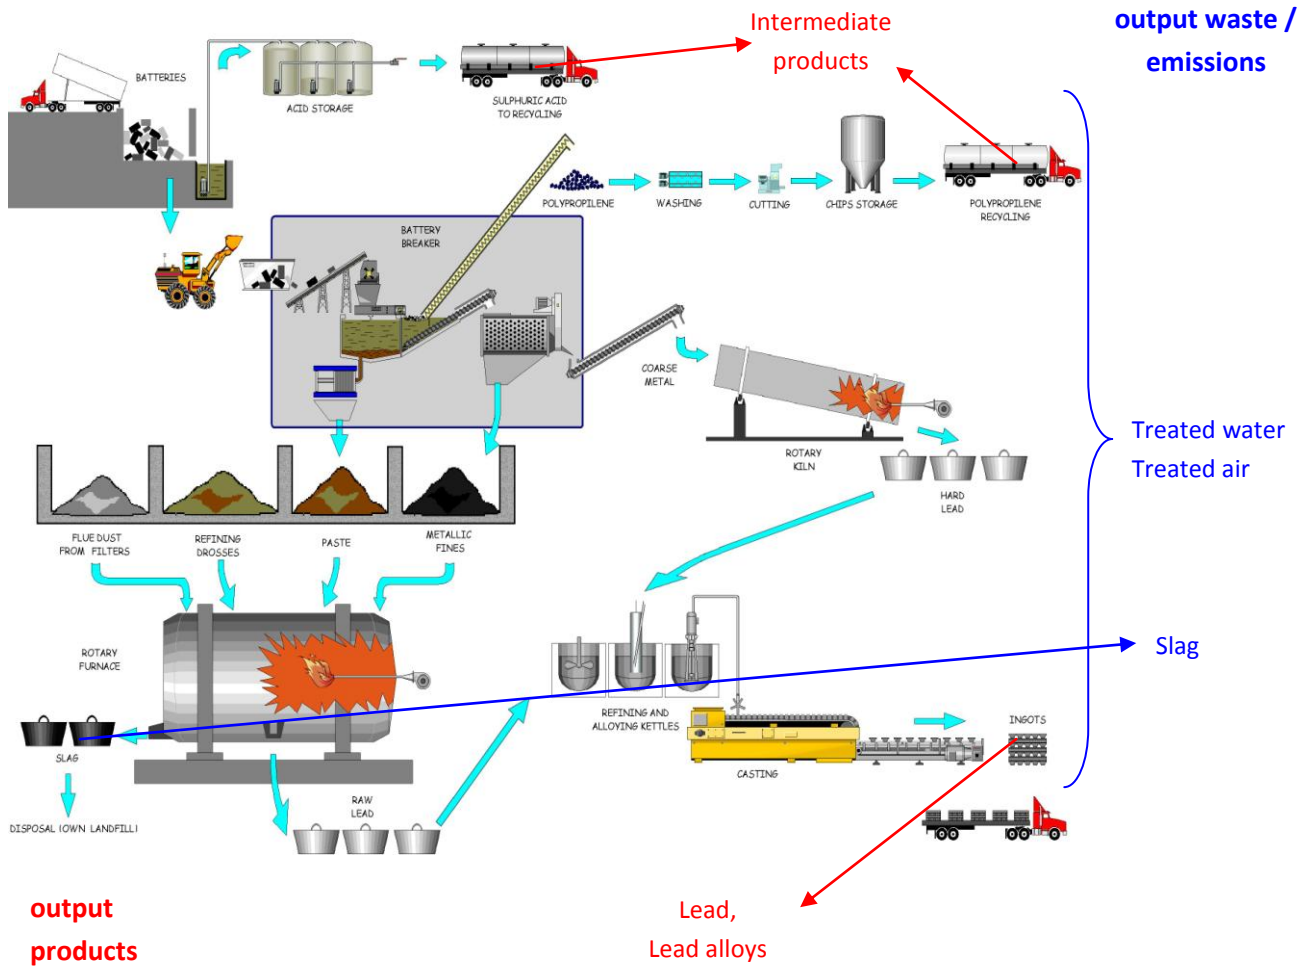 Intermediate
products
output waste /
emissions
BATTERIES
ACID STORAGE
SULPHURIC ACID
TO RECYCLING
POLYPROPILENE
WASHING
CUTTING
CHIPS STORAGE
POLYPROPILENE
RECYCLING
BATTERY
BREAKER
COARSE
METAL
ROTARY
KILN
HARD
LEAD
Treated water
Treated air
FLUE DUST
FROM FILTERS
REFINING
DROSSES
PASTE
METALLIC
FINES
ROTARY
FURNACE
Slag
REFINING AND
ALLOYING KETTLES
INGOTS
SLAG
CASTING
RAW
LEAD
DISPOSAL (OWN LANDFILL)
output
products
Lead,
Lead alloys